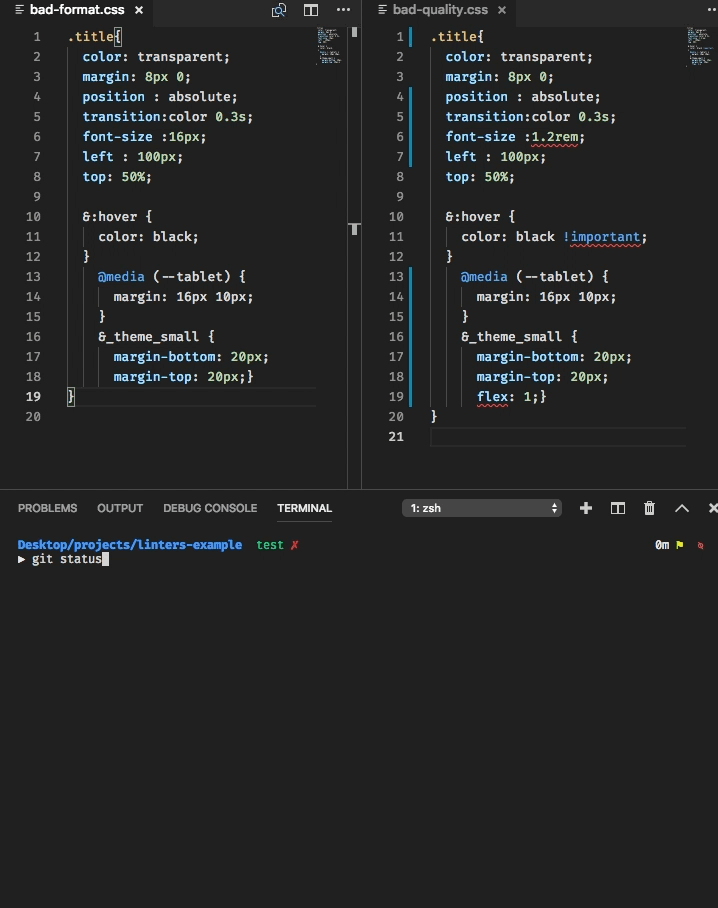 bad-format.css ×
1 .title{
2 color: transparent;
3 margin: 8px 0;
4 position : absolute;
5 transition:color 0.3s;
6 font-size :16px;
7 left : 100px;
8 top: 50%;
9
10 &:hover {
11 color: black;
12 }
13 @media (--tablet) {
14 margin: 16px 10px;
15 }
16 &_theme_small {
17 margin-bottom: 20px;
18 margin-top: 20px;}
19 }
20
bad-quality.css ×
1 .title{
2 color: transparent;
3 margin: 8px 0;
4 position : absolute;
5 transition:color 0.3s;
6 font-size :1.2rem;
7 left : 100px;
8 top: 50%;
9
10 &:hover {
11 color: black !important;
12 }
13 @media (--tablet) {
14 margin: 16px 10px;
15 }
16 &_theme_small {
17 margin-bottom: 20px;
18 margin-top: 20px;
19 flex: 1;}
20 }
21
PROBLEMS OUTPUT DEBUG CONSOLE TERMINAL 1: zsh
Desktop/projects/linters-example test ✗ 0m
► git status